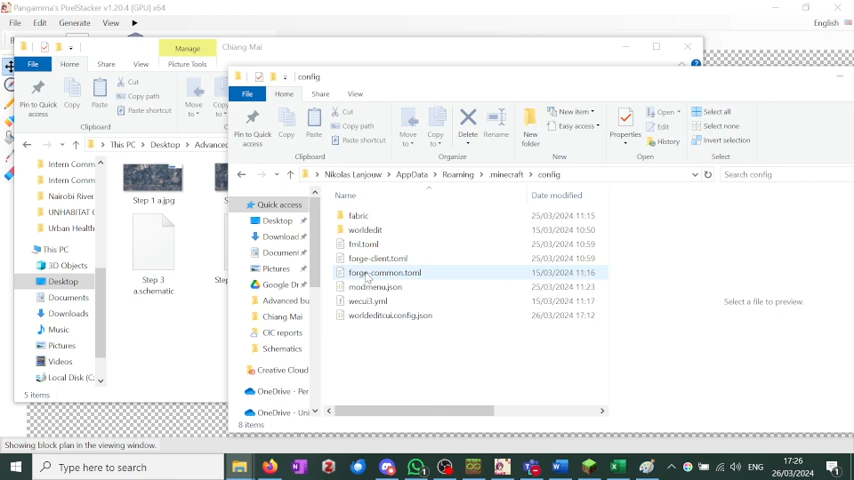 Pangamma's PixelStacker v1.20.4 [GPU] x64
File Edit Generate View
English
Manage
Chiang Mai
File Home Share View Picture Tools
Pin to Quick access
Copy
Paste
Cut
Copy path
Paste shortcut
Move to
Copy
Clipboard
This PC Desktop Advanced
Intern Comm
Intern Comm
Nairobi River
UNHABITAT
Urban Health
This PC
3D Objects
Desktop
Documents
Downloads
Music
Pictures
Videos
Local Disk (C:
Step 1 a.jpg
Step 3
a.schematic
5 items
config
File Home Share View
Pin to Quick access
Copy
Paste
Cut
Copy path
Paste shortcut
Clipboard
Move to
Copy to
Delete
Rename
Organize
New folder
New item
Easy access
New
Properties
Open
Edit
History
Open
Select all
Select none
Invert selection
Select
Nikolas Lanjouw AppData Roaming .minecraft config
Search config
Quick access
Desktop
Download
Document
Pictures
Google Dr
Advanced bu
Chiang Mai
CIC reports
Schematics
Creative Cloud
OneDrive - Per
OneDrive - Uni
Name Date modified
fabric 25/03/2024 11:15
worldedit 15/03/2024 10:50
fml.toml 25/03/2024 10:59
forge-client.toml 25/03/2024 10:59
forge-common.toml 15/03/2024 11:16
modmenu.json 25/03/2024 11:23
wecui3.yml 15/03/2024 11:17
worldeditcui.config.json 26/03/2024 17:12
Select a file to preview.
8 items
Showing block plan in the viewing window.
Type here to search
ENG
17:26
26/03/2024